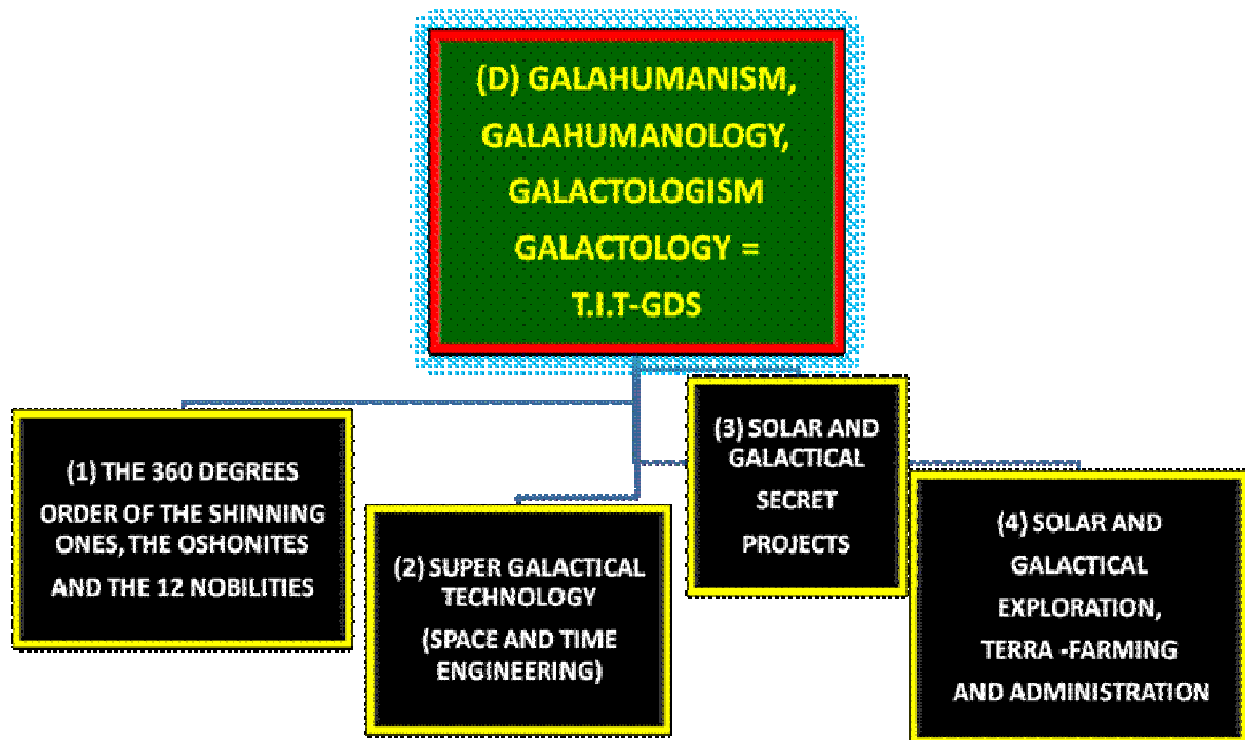 (D) GALAHUMANISM,
GALAHUMANOLOGY,
GALACTOLOGISM
GALACTOLOGY =
T.I.T-GDS
(1) THE 360 DEGREES
ORDER OF THE SHINNING
ONES, THE OSHONITES
AND THE 12 NOBILITIES
(2) SUPER GALACTICAL
TECHNOLOGY
(SPACE AND TIME
ENGINEERING)
(3) SOLAR AND
GALACTICAL
SECRET
PROJECTS
(4) SOLAR AND
GALACTICAL
EXPLORATION,
TERRA -FARMING
AND ADMINISTRATION